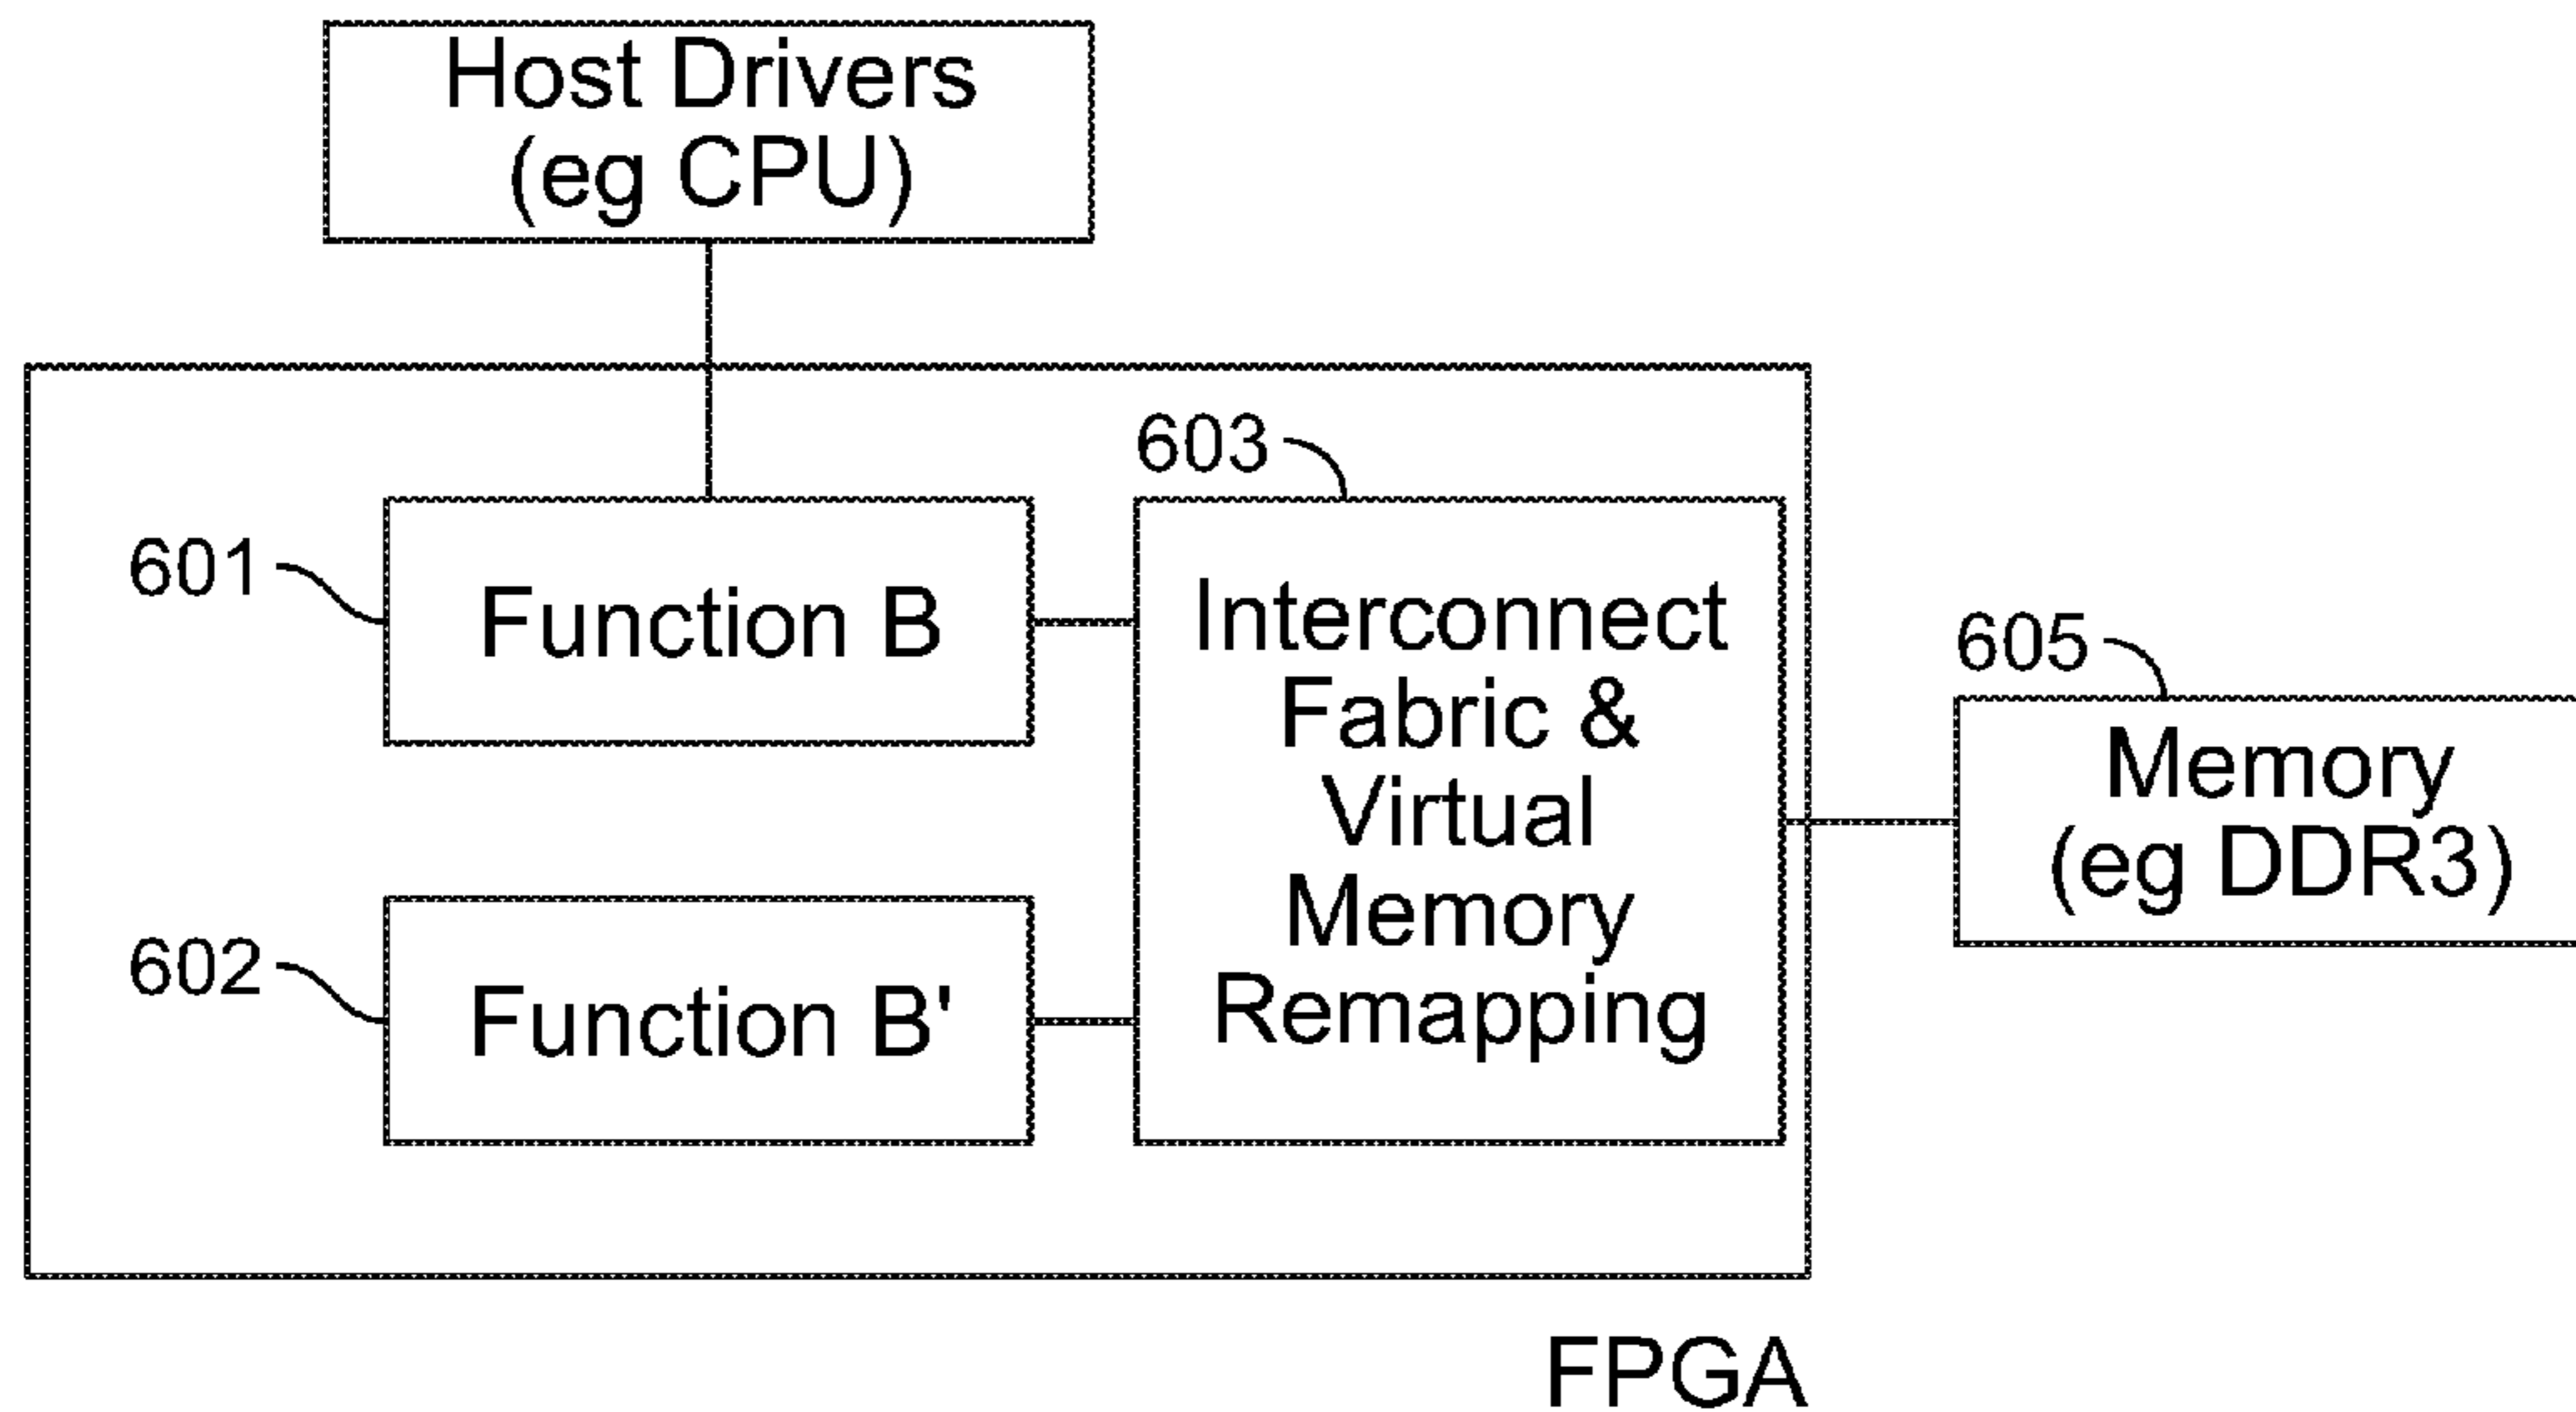 Host Drivers
(eg CPU)
603
601
Function B
Interconnect
Fabric &
Virtual
Memory
Remapping
605
Memory
(eg DDR3)
602
Function B'
FPGA